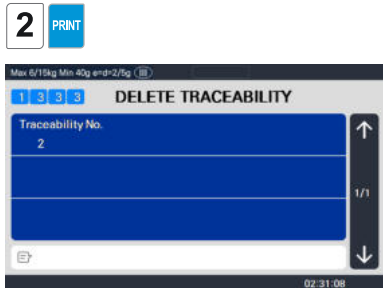 2 PRINT
Max 6/15kg Min 40g e=d=2/5g (III)
1 3 3 3 DELETE TRACEABILITY
Traceability No.
2
1/1
02:31:08